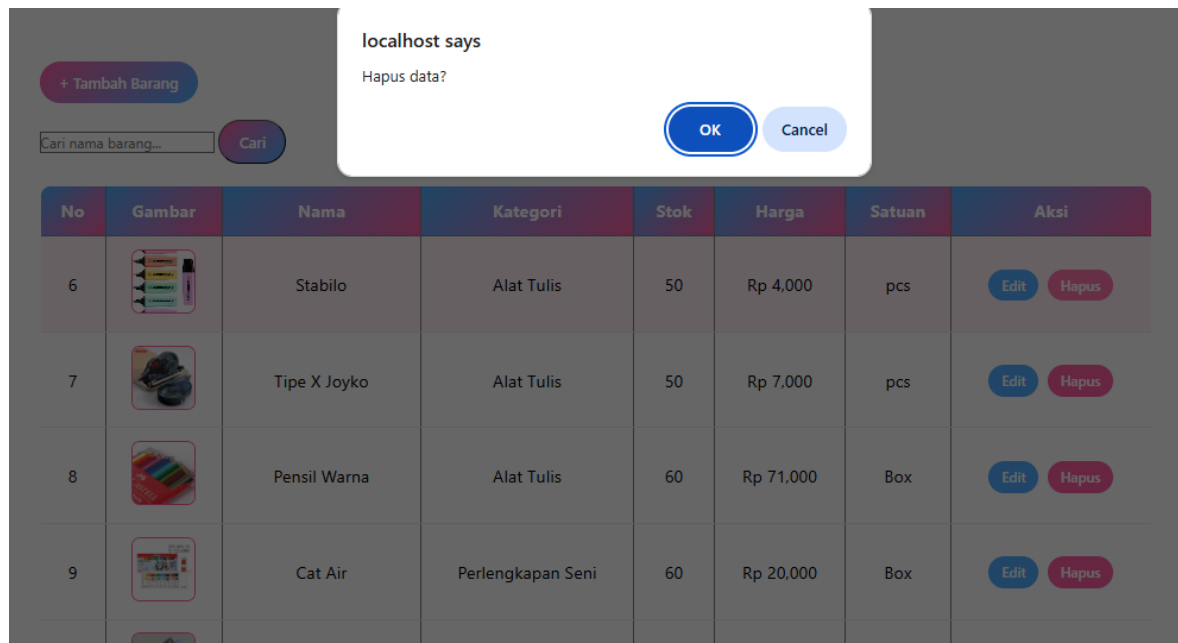 localhost says
Hapus data?
OK Cancel
+ Tambah Barang
Cari nama barang... Cari
No Gambar Nama Kategori Stok Harga Satuan Aksi
6 Stabilo Alat Tulis 50 Rp 4,000 pcs Edit Hapus
7 Tipe X Joyko Alat Tulis 50 Rp 7,000 pcs Edit Hapus
8 Pensil Warna Alat Tulis 60 Rp 71,000 Box Edit Hapus
9 Cat Air Perlengkapan Seni 60 Rp 20,000 Box Edit Hapus